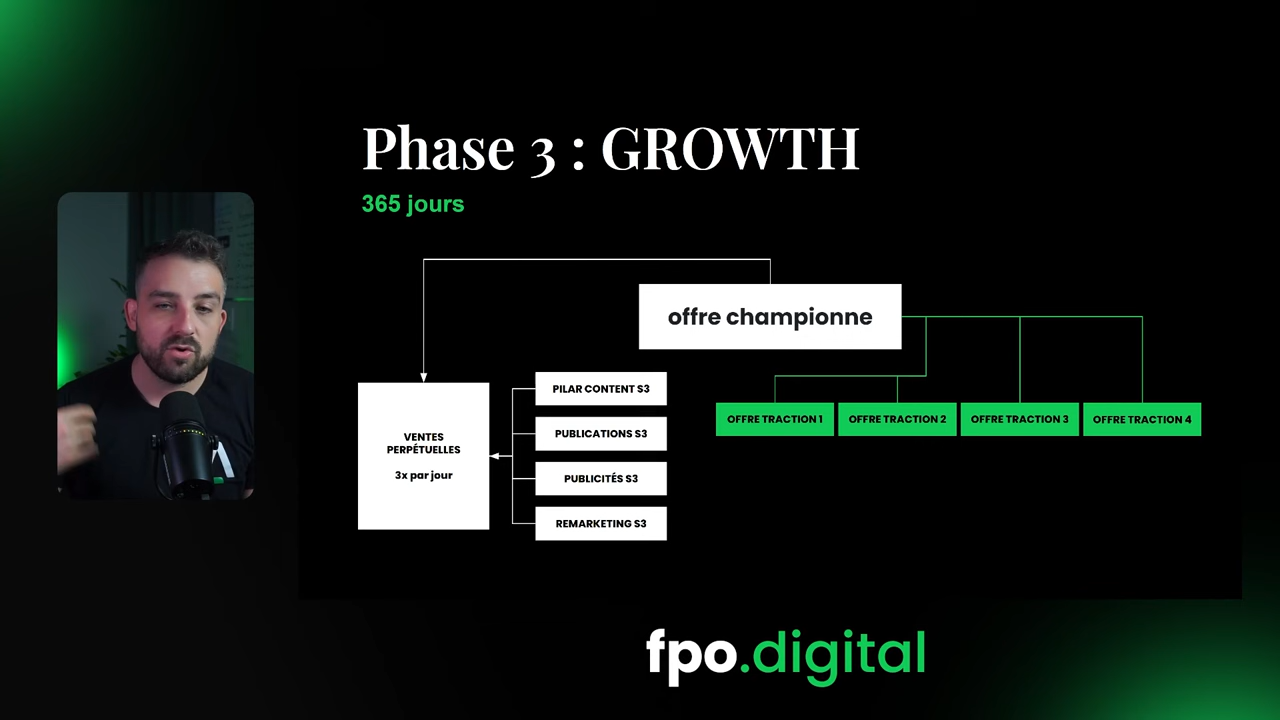 Phase 3 : GROWTH
365 jours
offre championne
VENTES
PERPÉTUELLES
3x par jour
PILAR CONTENT S3
PUBLICATIONS S3
PUBLICITÉS S3
REMARKETING S3
OFFRE TRACTION 1
OFFRE TRACTION 2
OFFRE TRACTION 3
OFFRE TRACTION 4
fpo.digital